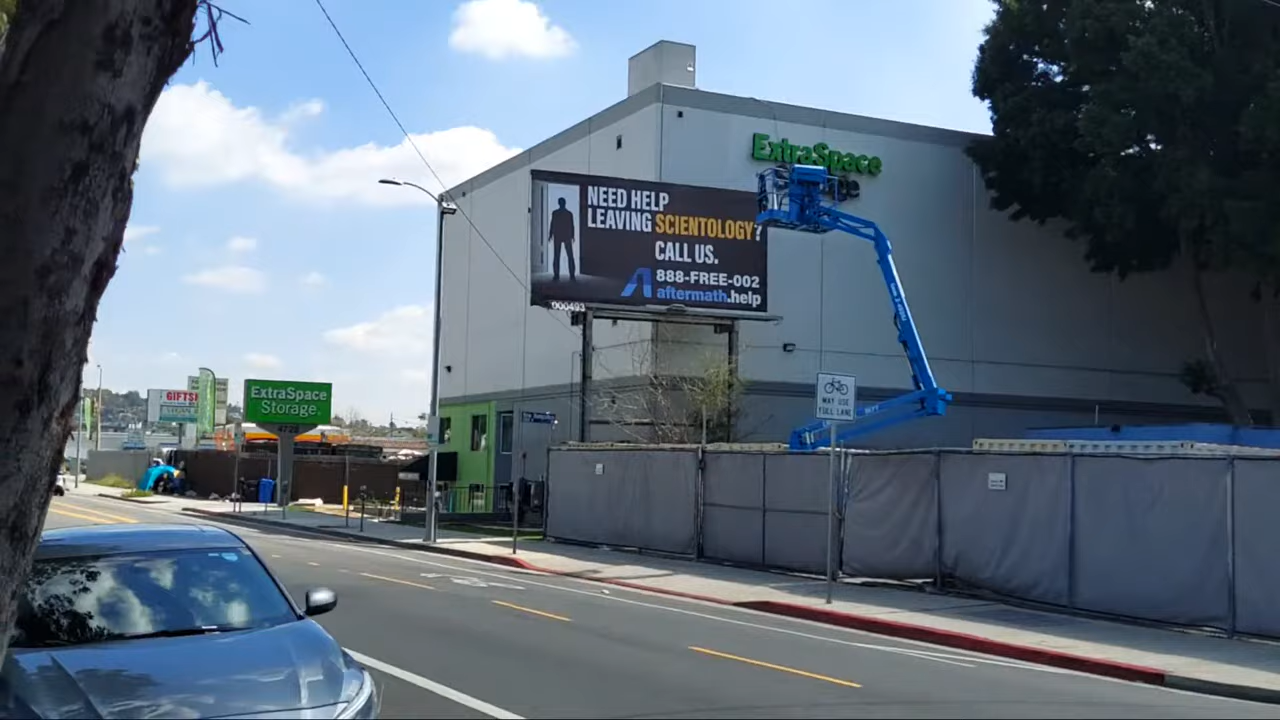 ExtraSpace
NEED HELP
LEAVING SCIENTOLOGY?
CALL US.
888-FREE-002
aftermath.help
000493
GIFTS
ExtraSpace
Storage.
4728
MAY USE
FULL LANE